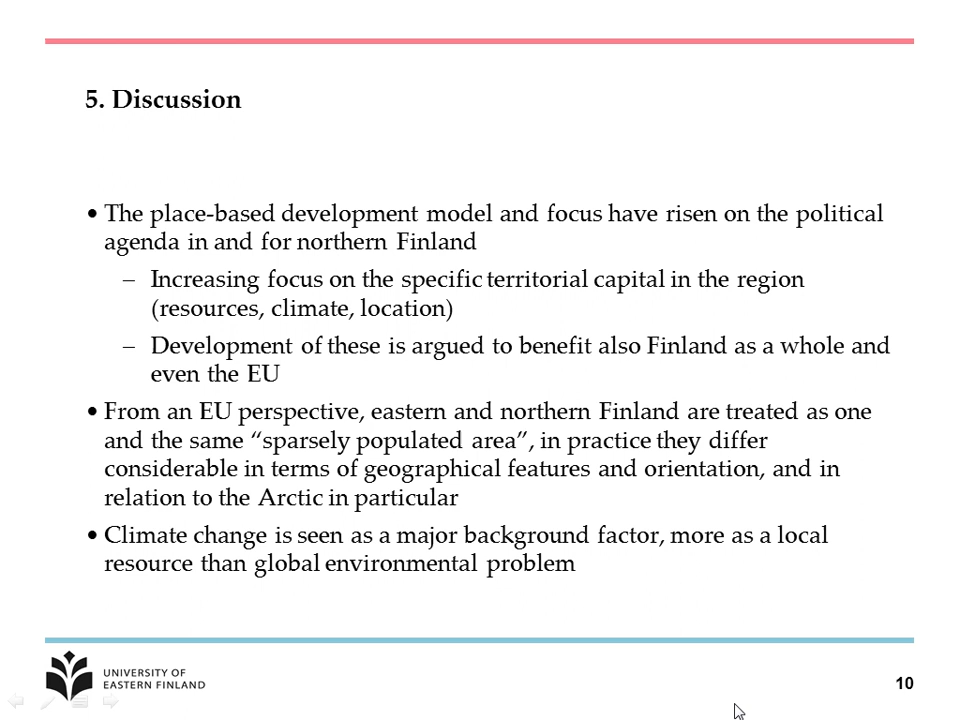 5. Discussion
• The place-based development model and focus have risen on the political
agenda in and for northern Finland
– Increasing focus on the specific territorial capital in the region
(resources, climate, location)
– Development of these is argued to benefit also Finland as a whole and
even the EU
• From an EU perspective, eastern and northern Finland are treated as one
and the same “sparsely populated area”, in practice they differ
considerable in terms of geographical features and orientation, and in
relation to the Arctic in particular
• Climate change is seen as a major background factor, more as a local
resource than global environmental problem
UNIVERSITY OF
EASTERN FINLAND
10